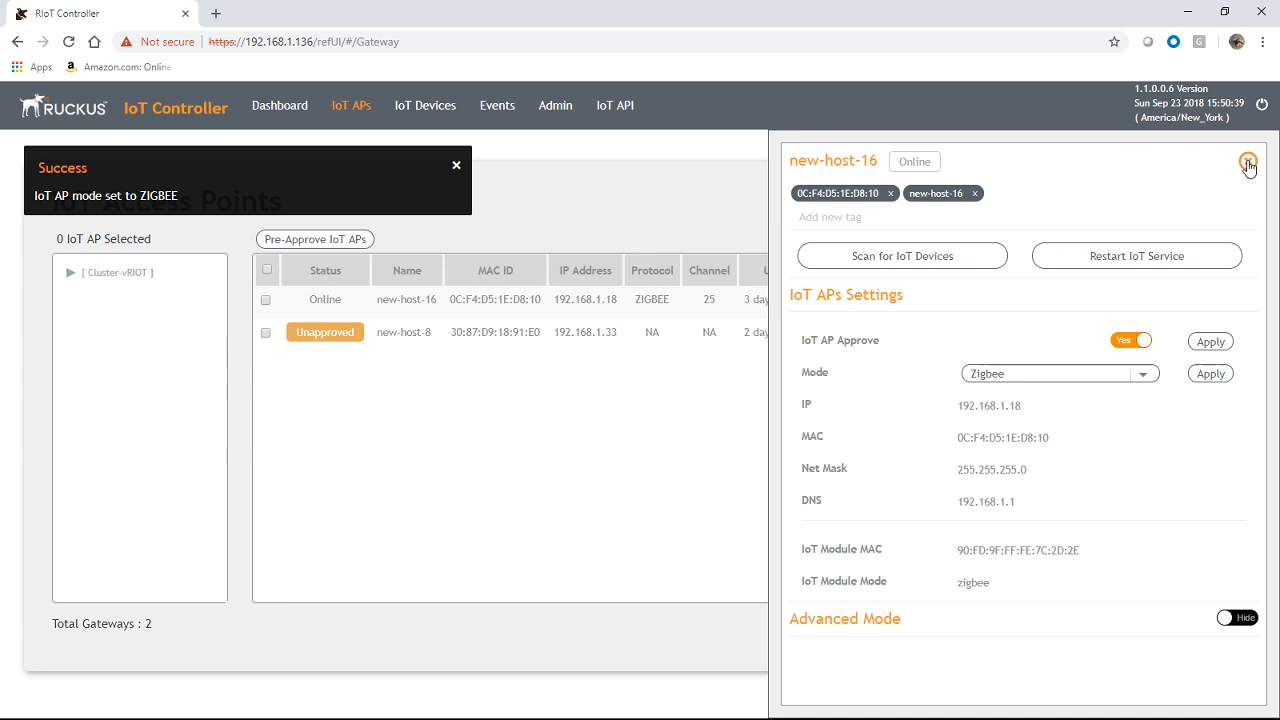 RIoT Controller
Not secure | https://192.168.1.136/refUI/#/Gateway
Apps Amazon.com: Online
RUCKUS IoT Controller Dashboard IoT APs IoT Devices Events Admin IoT API
1.1.0.0.6 Version
Sun Sep 23 2018 15:50:39
( America/New_York )
Success
IoT AP mode set to ZIGBEE
IoT Access Points
0 IoT AP Selected
Pre-Approve IoT APs
[ Cluster-vRIOT ]
Status Name MAC ID IP Address Protocol Channel U
Online new-host-16 0C:F4:D5:1E:D8:10 192.168.1.18 ZIGBEE 25 3 day
Unapproved new-host-8 30:87:D9:18:91:E0 192.168.1.33 NA NA 2 day
Total Gateways : 2
new-host-16 Online
0C:F4:D5:1E:D8:10 x new-host-16 x
Add new tag
Scan for IoT Devices Restart IoT Service
IoT APs Settings
IoT AP Approve Yes Apply
Mode Zigbee Apply
IP 192.168.1.18
MAC 0C:F4:D5:1E:D8:10
Net Mask 255.255.255.0
DNS 192.168.1.1
IoT Module MAC 90:FD:9F:FF:FE:7C:2D:2E
IoT Module Mode zigbee
Advanced Mode Hide